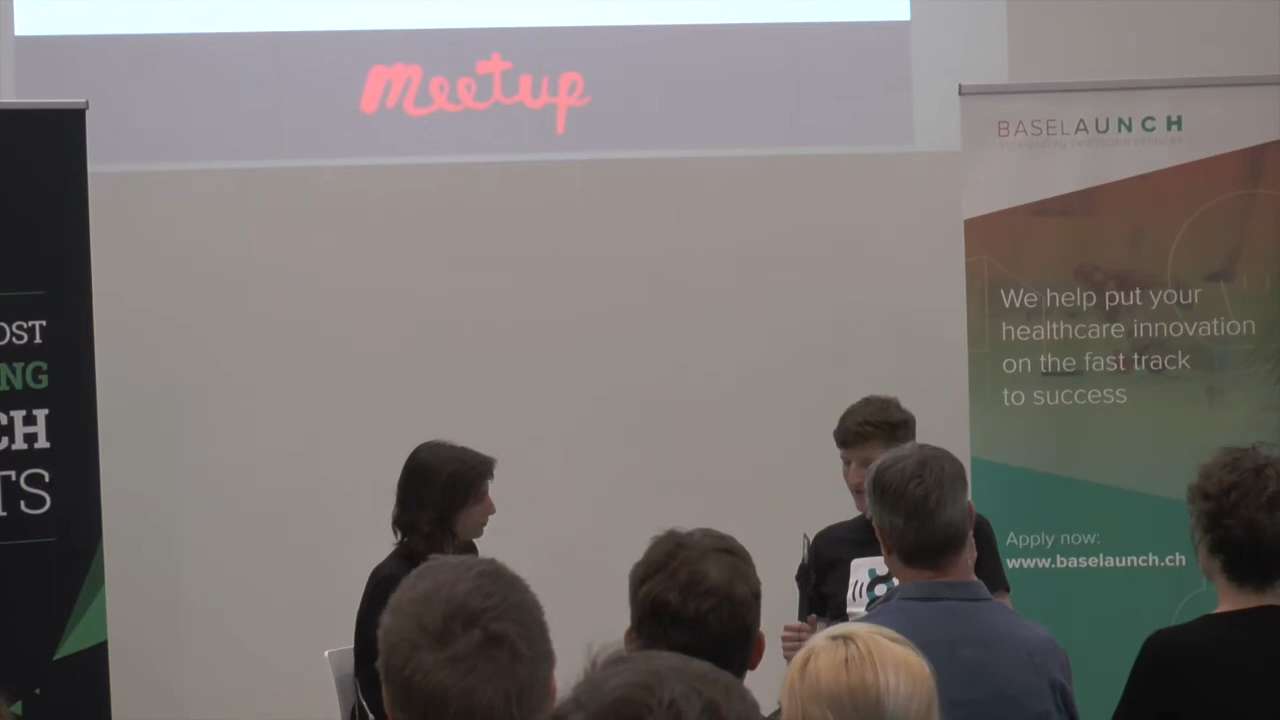 meetup
OST
NG
CH
TS
BASELAUNCH
We help put your
healthcare innovation
on the fast track
to success
Apply now:
www.baselaunch.ch